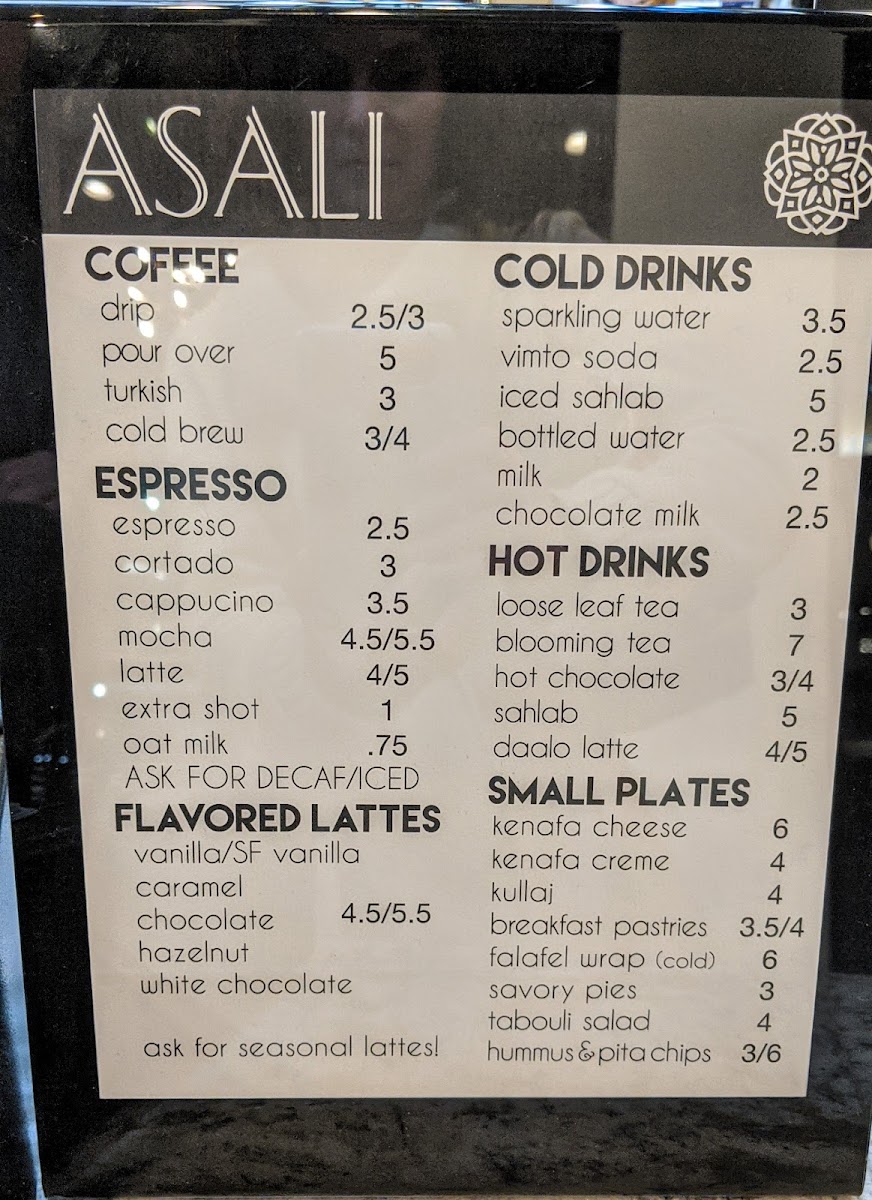 ASALI
COFFEE
drip 2.5/3
pour over 5
turkish 3
cold brew 3/4
ESPRESSO
espresso 2.5
cortado 3
cappucino 3.5
mocha 4.5/5.5
latte 4/5
extra shot 1
oat milk .75
ASK FOR DECAF/ICED
FLAVORED LATTES
vanilla/SF vanilla
caramel
chocolate 4.5/5.5
hazelnut
white chocolate
ask for seasonal lattes!
COLD DRINKS
sparkling water 3.5
vimto soda 2.5
iced sahlab 5
bottled water 2.5
milk 2
chocolate milk 2.5
HOT DRINKS
loose leaf tea 3
blooming tea 7
hot chocolate 3/4
sahlab 5
daalo latte 4/5
SMALL PLATES
kenafa cheese 6
kenafa creme 4
kullaj 4
breakfast pastries 3.5/4
falafel wrap (cold) 6
savory pies 3
tabouli salad 4
hummus & pita chips 3/6